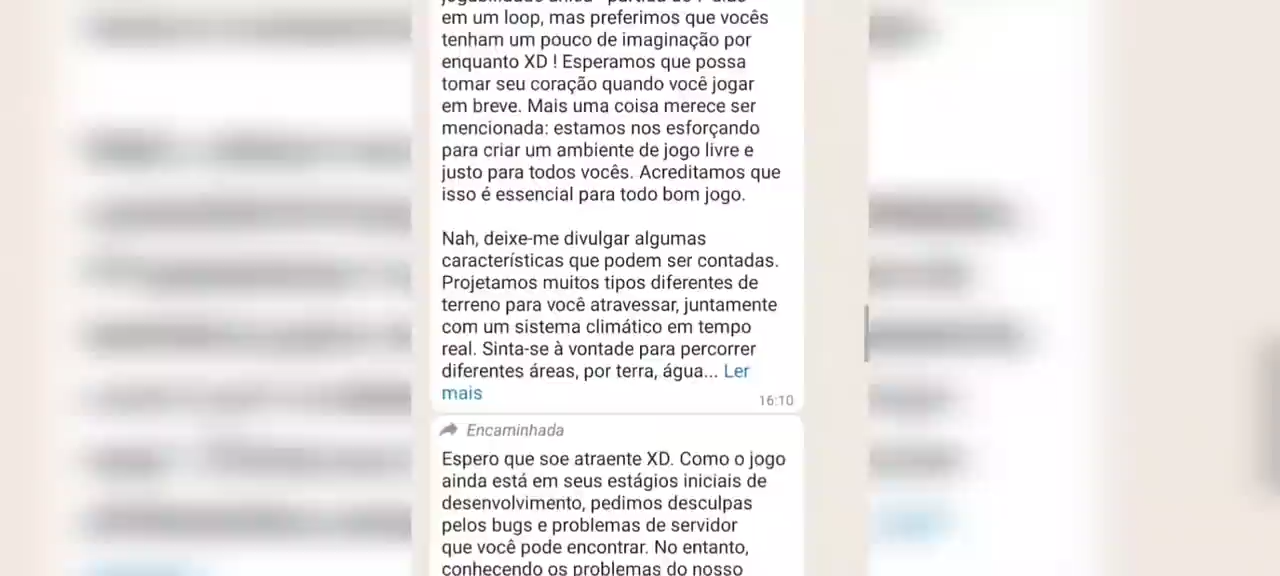 em um loop, mas preferimos que vocês
tenham um pouco de imaginação por
enquanto XD ! Esperamos que possa
tomar seu coração quando você jogar
em breve. Mais uma coisa merece ser
mencionada: estamos nos esforçando
para criar um ambiente de jogo livre e
justo para todos vocês. Acreditamos que
isso é essencial para todo bom jogo.
Nah, deixe-me divulgar algumas
características que podem ser contadas.
Projetamos muitos tipos diferentes de
terreno para você atravessar, juntamente
com um sistema climático em tempo
real. Sinta-se à vontade para percorrer
diferentes áreas, por terra, água... Ler
mais
16:10
Encaminhada
Espero que soe atraente XD. Como o jogo
ainda está em seus estágios iniciais de
desenvolvimento, pedimos desculpas
pelos bugs e problemas de servidor
que você pode encontrar. No entanto,
conhecendo os problemas do nosso